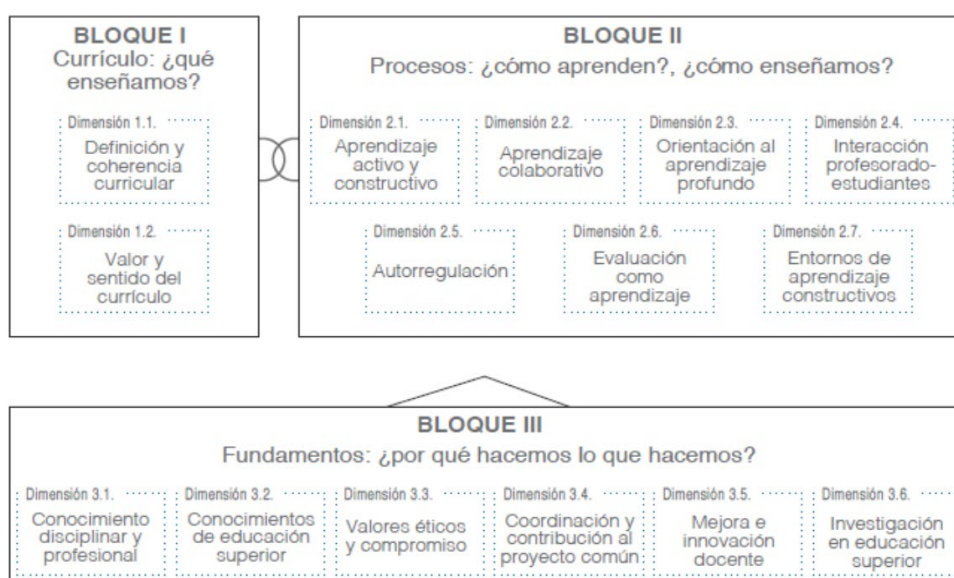 BLOQUE I
Currículo: ¿qué
enseñamos?
Dimensión 1.1.
Definición y
coherencia
curricular
Dimensión 1.2.
Valor y
sentido del
currículo
BLOQUE II
Procesos: ¿cómo aprenden?, ¿cómo enseñamos?
Dimensión 2.1.
Aprendizaje
activo y
constructivo
Dimensión 2.2.
Aprendizaje
colaborativo
Dimensión 2.3.
Orientación al
aprendizaje
profundo
Dimensión 2.4.
Interacción
profesorado-
estudiantes
Dimensión 2.5.
Autorregulación
Dimensión 2.6.
Evaluación
como
aprendizaje
Dimensión 2.7.
Entornos de
aprendizaje
constructivos
BLOQUE III
Fundamentos: ¿por qué hacemos lo que hacemos?
Dimensión 3.1.
Conocimiento
disciplinar y
profesional
Dimensión 3.2.
Conocimientos
de educación
superior
Dimensión 3.3.
Valores éticos
y compromiso
Dimensión 3.4.
Coordinación y
contribución al
proyecto común
Dimensión 3.5.
Mejora e
innovación
docente
Dimensión 3.6.
Investigación
en educación
superior